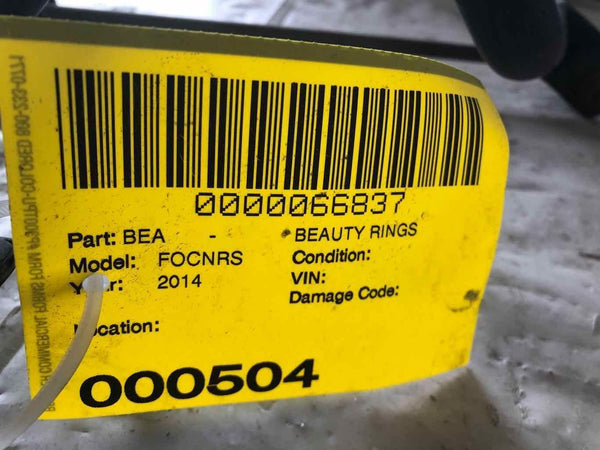 0000066837
Part: BEA - *BEAUTY RINGS
Model: FOCNRS Condition:
Year: 2014 VIN:
Damage Code:
Location:
000504